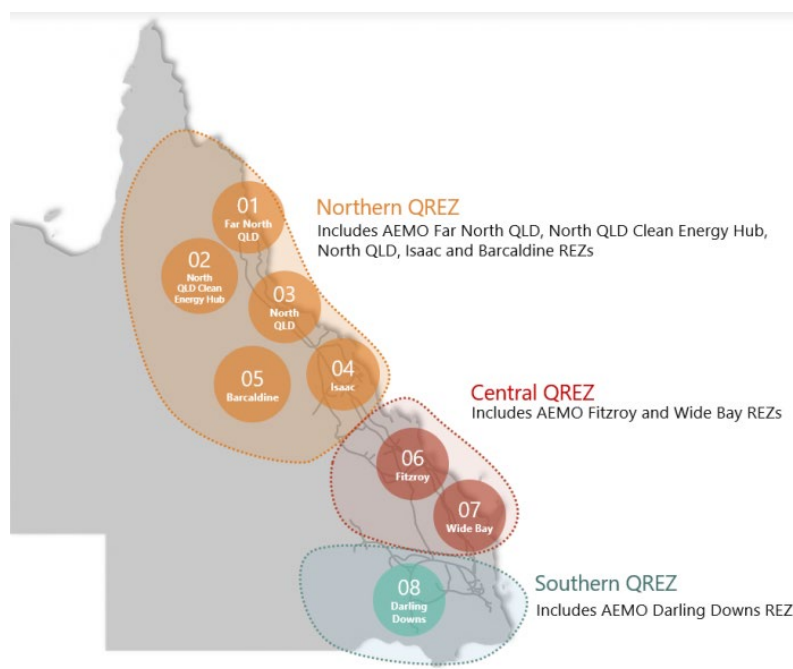 01
Far North
QLD
02
North
QLD Clean
Energy Hub
03
North
QLD
04
Isaac
05
Barcaldine
Northern QREZ
Includes AEMO Far North QLD, North QLD Clean Energy Hub,
North QLD, Isaac and Barcaldine REZs
Central QREZ
Includes AEMO Fitzroy and Wide Bay REZs
06
Fitzroy
07
Wide Bay
08
Darling
Downs
Southern QREZ
Includes AEMO Darling Downs REZ